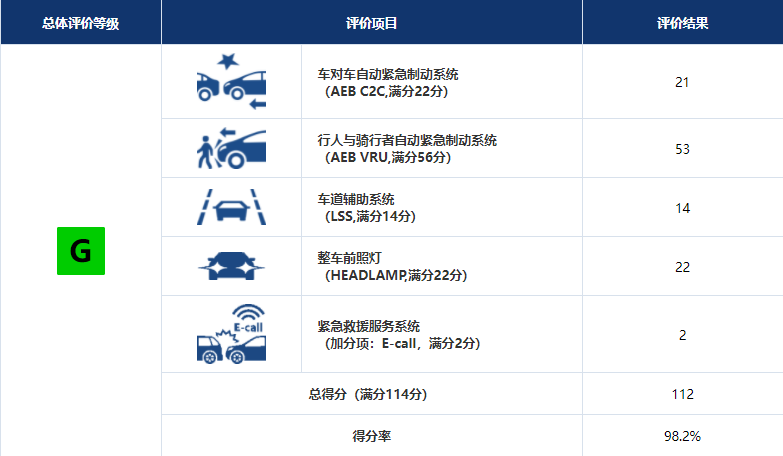 总体评价等级 评价项目 评价结果
车对车自动紧急制动系统
（AEB C2C,满分22分）
21
行人与骑行者自动紧急制动系统
（AEB VRU,满分56分）
53
车道辅助系统
（LSS,满分14分）
14
G
整车前照灯
（HEADLAMP,满分22分）
22
E-call
紧急救援服务系统
（加分项：E-call，满分2分）
2
总得分（满分114分） 112
得分率 98.2%